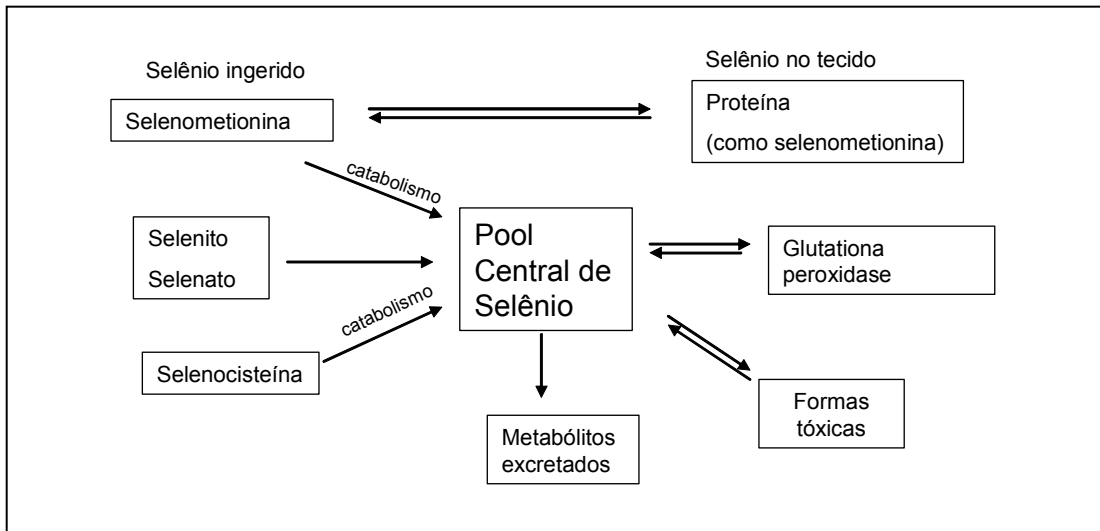 Selênio ingerido
Selênio no tecido
Selenometionina
Proteína
(como selenometionina)
catabolismo
Selenito
Selenato
Pool
Central de
Selênio
Glutationa
peroxidase
catabolismo
Selenocisteína
Formas
tóxicas
Metabólitos
excretados